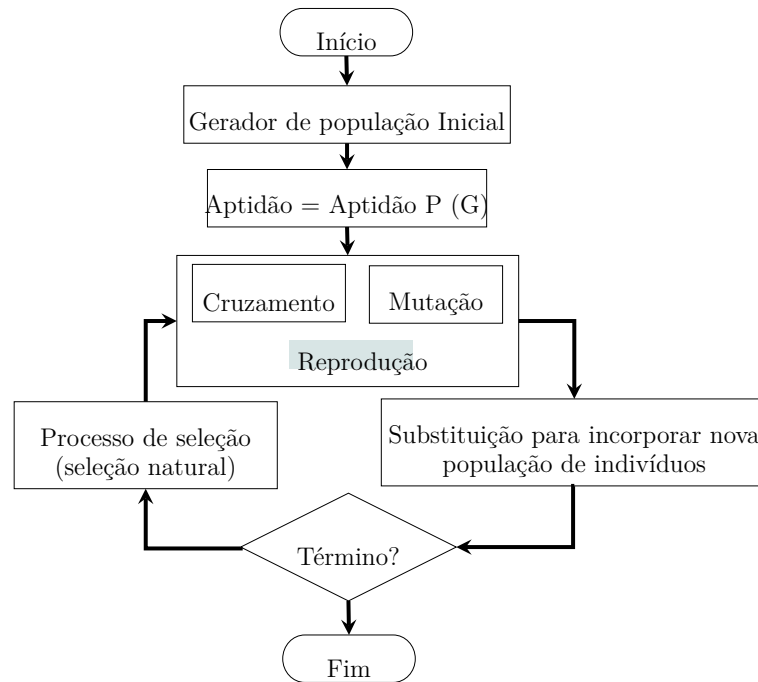 Início
Gerador de população Inicial
Aptidão = Aptidão P (G)
Cruzamento
Mutação
Reprodução
Processo de seleção
(seleção natural)
Substituição para incorporar nova
população de indivíduos
Término?
Fim